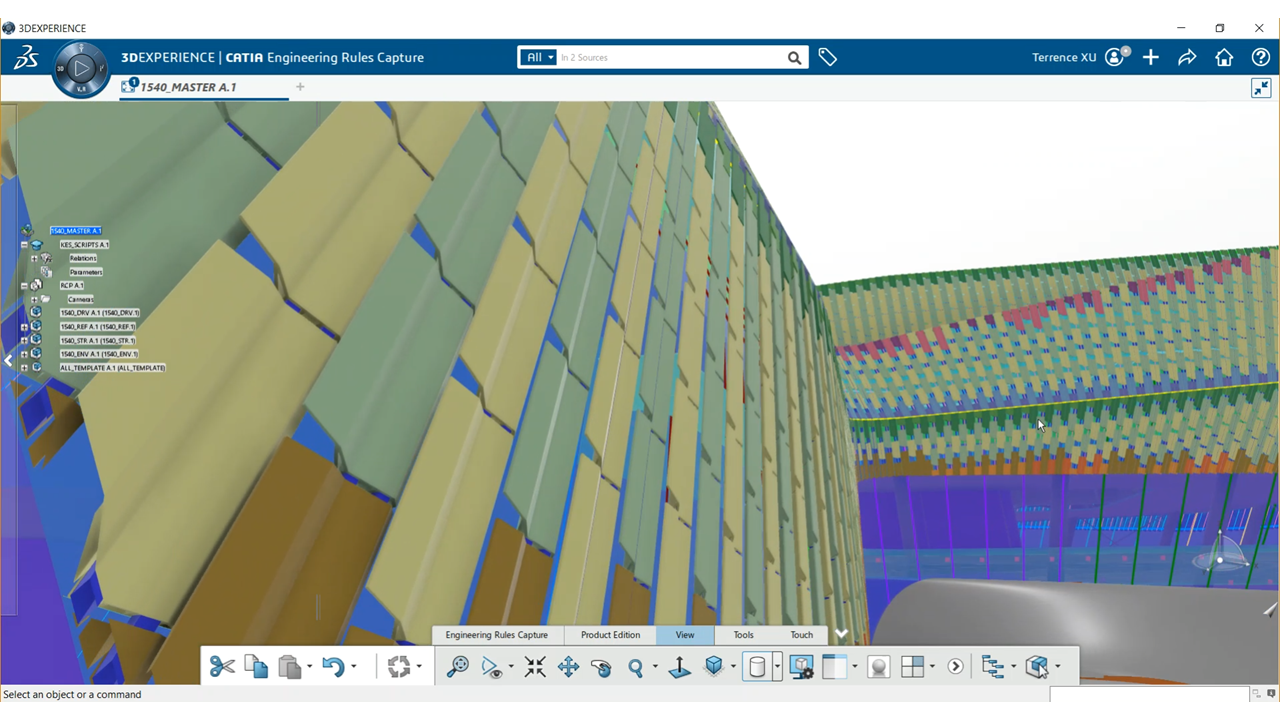 3DEXPERIENCE
3DEXPERIENCE | CATIA Engineering Rules Capture
All
In 2 Sources
Terrence XU
1
1540_MASTER A.1
1540_MASTER A.1
KES_SCRIPTS A.1
Relations
Parameters
RCP A.1
Cameras
1540_DRV A.1 (1540_DRV.1)
1540_REF A.1 (1540_REF.1)
1540_STR A.1 (1540_STR.1)
1540_ENV A.1 (1540_ENV.1)
ALL_TEMPLATE A.1 (ALL_TEMPLATE)
Engineering Rules Capture
Product Edition
View
Tools
Touch
Select an object or a command